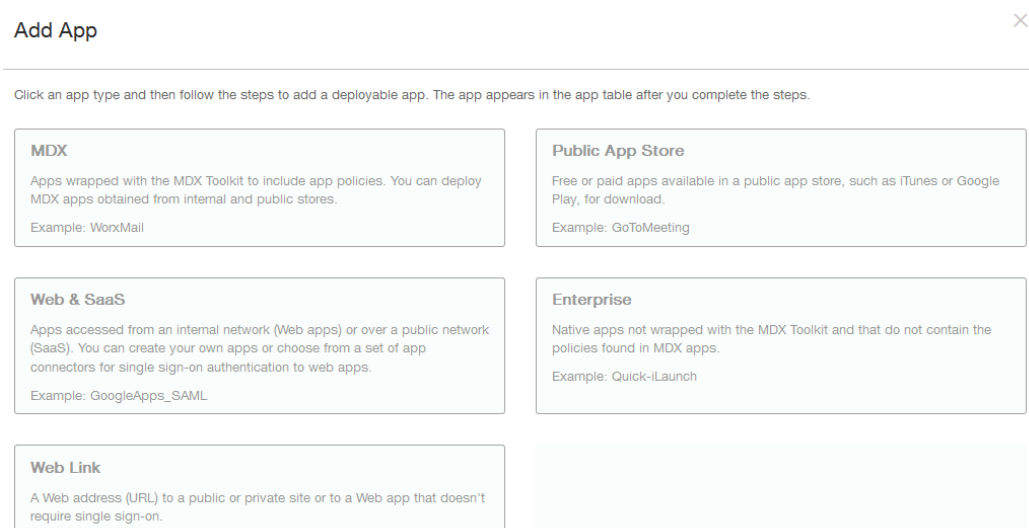 Add App
Click an app type and then follow the steps to add a deployable app. The app appears in the app table after you complete the steps.
MDX
Apps wrapped with the MDX Toolkit to include app policies. You can deploy
MDX apps obtained from internal and public stores.
Example: WorxMail
Public App Store
Free or paid apps available in a public app store, such as iTunes or Google
Play, for download.
Example: GoToMeeting
Web & SaaS
Apps accessed from an internal network (Web apps) or over a public network
(SaaS). You can create your own apps or choose from a set of app
connectors for single sign-on authentication to web apps.
Example: GoogleApps_SAML
Enterprise
Native apps not wrapped with the MDX Toolkit and that do not contain the
policies found in MDX apps.
Example: Quick-iLaunch
Web Link
A Web address (URL) to a public or private site or to a Web app that doesn't
require single sign-on.